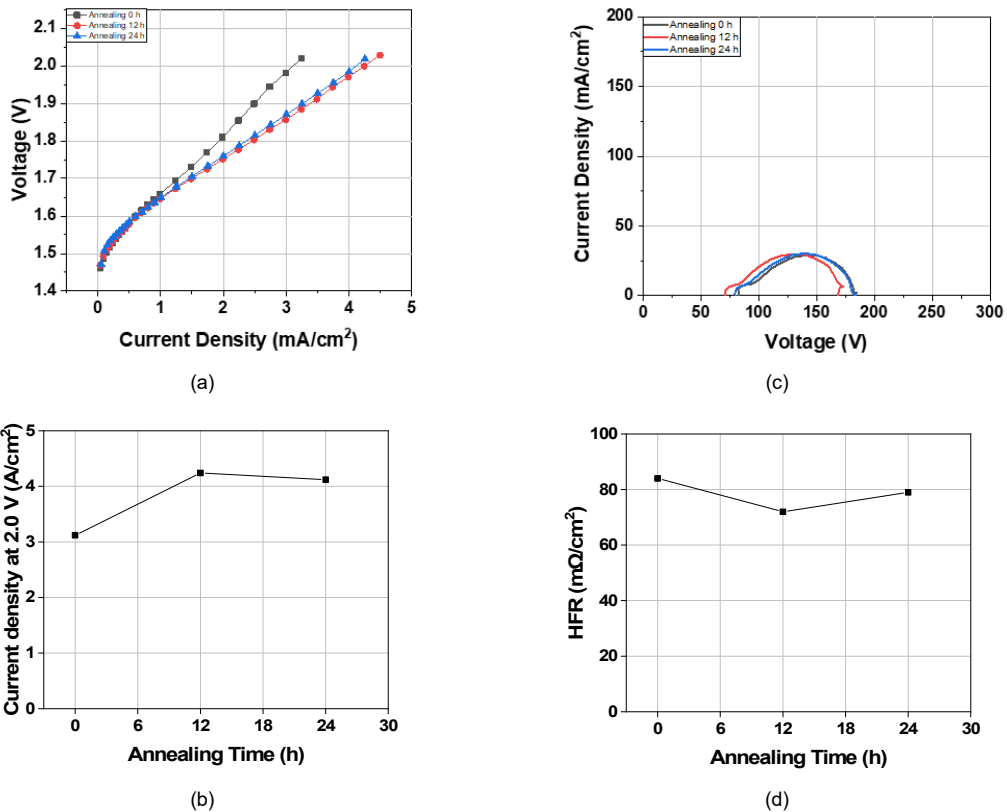 Voltage (V)
2.1
2.0
1.9
1.8
1.7
1.6
1.5
1.4
Annealing 0 h
Annealing 12 h
Annealing 24 h
0 1 2 3 4 5
Current Density (mA/cm²)
(a)
Current Density (mA/cm²)
200
150
100
50
0
Annealing 0 h
Annealing 12 h
Annealing 24 h
0 50 100 150 200 250 300
Voltage (V)
(c)
Current density at 2.0 V (A/cm²)
5
4
3
2
1
0
0 6 12 18 24 30
Annealing Time (h)
(b)
HFR (mΩ/cm²)
100
80
60
40
20
0
0 6 12 18 24 30
Annealing Time (h)
(d)